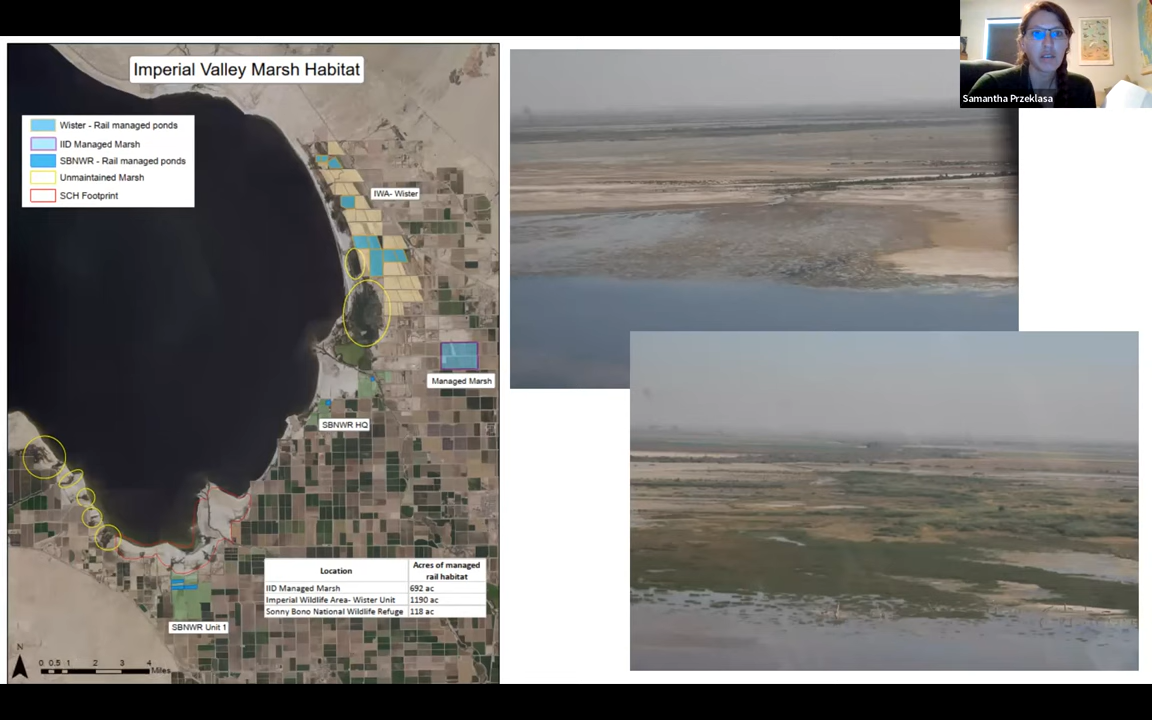 Samantha Przeklasa
Imperial Valley Marsh Habitat
Wister - Rail managed ponds
IID Managed Marsh
SBNWR - Rail managed ponds
Unmaintained Marsh
SCH Footprint
IWA- Wister
Managed Marsh
SBNWR HQ
Location Acres of managed rail habitat
IID Managed Marsh 692 ac
Imperial Wildlife Area- Wister Unit 1190 ac
Sonny Bono National Wildlife Refuge 118 ac
SBNWR Unit 1
N
0 0.5 1 2 3 4
Miles